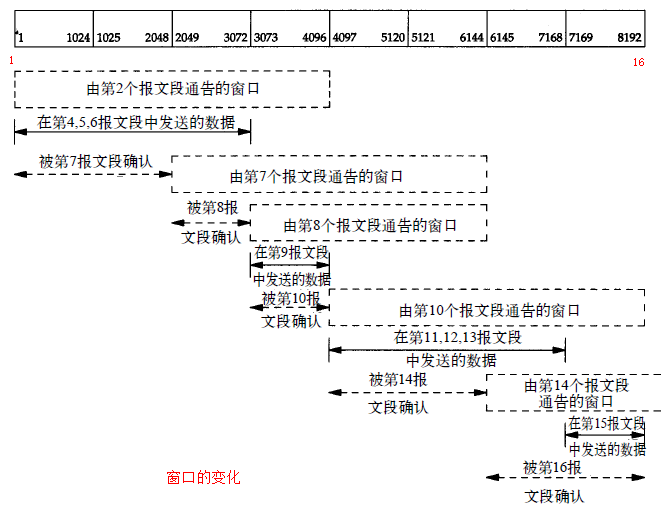 1 1024 1025 2048 2049 3072 3073 4096 4097 5120 5121 6144 6145 7168 7169 8192
1 16
由第2个报文段通告的窗口
在第4,5,6报文段中发送的数据
被第7报文段确认
由第7个报文段通告的窗口
被第8报
文段确认
由第8个报文段通告的窗口
在第9报文段
中发送的数据
被第10报
文段确认
由第10个报文段通告的窗口
在第11,12,13报文段
中发送的数据
被第14报
文段确认
由第14个报文段
通告的窗口
在第15报文段
中发送的数据
被第16报
文段确认
窗口的变化